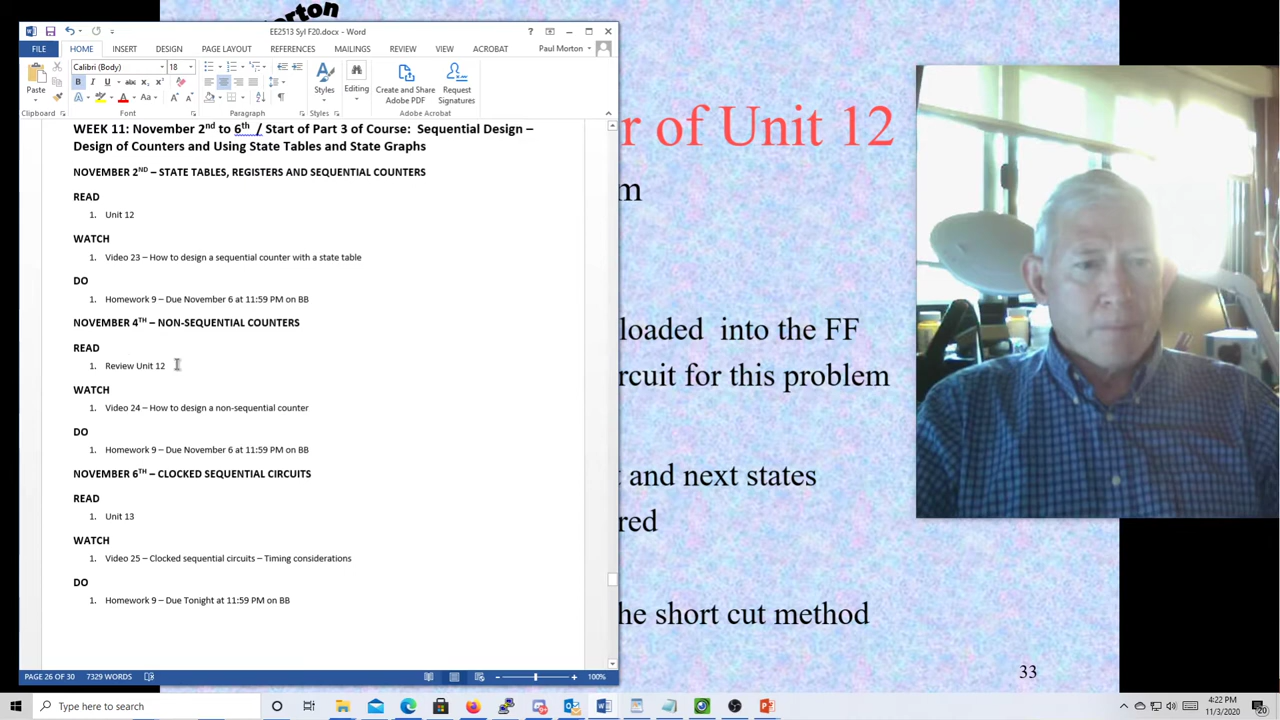 orton
EE2513 Syl F20.docx - Word
FILE HOME INSERT DESIGN PAGE LAYOUT REFERENCES MAILINGS REVIEW VIEW ACROBAT Paul Morton
Calibri (Body) 18
Paste
B I U abc x₂ x²
A A Aa A A
Styles
Editing
Create and Share Adobe PDF
Request Signatures
Clipboard Font Paragraph Styles Adobe Acrobat
WEEK 11: November 2nd to 6th / Start of Part 3 of Course: Sequential Design –
Design of Counters and Using State Tables and State Graphs
NOVEMBER 2ND – STATE TABLES, REGISTERS AND SEQUENTIAL COUNTERS
READ
1. Unit 12
WATCH
1. Video 23 – How to design a sequential counter with a state table
DO
1. Homework 9 – Due November 6 at 11:59 PM on BB
NOVEMBER 4TH – NON-SEQUENTIAL COUNTERS
READ
1. Review Unit 12
WATCH
1. Video 24 – How to design a non-sequential counter
DO
1. Homework 9 – Due November 6 at 11:59 PM on BB
NOVEMBER 6TH – CLOCKED SEQUENTIAL CIRCUITS
READ
1. Unit 13
WATCH
1. Video 25 – Clocked sequential circuits – Timing considerations
DO
1. Homework 9 – Due Tonight at 11:59 PM on BB
PAGE 26 OF 30 7329 WORDS 100%
r of Unit 12
m
loaded into the FF
rcuit for this problem
t and next states
red
he short cut method
33
Type here to search
4:22 PM
11/3/2020
20